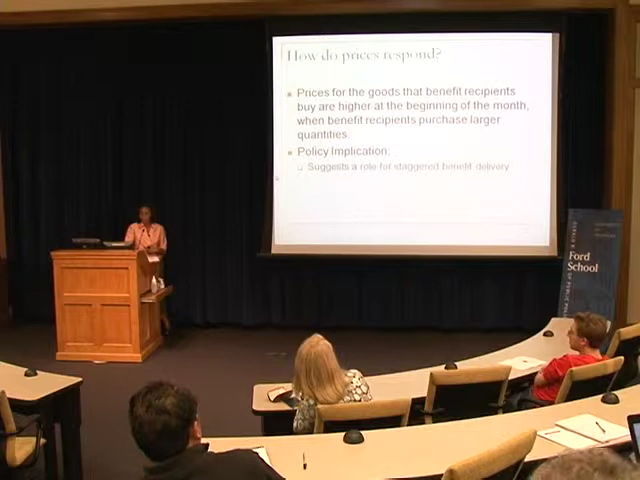 How do prices respond?
Prices for the goods that benefit recipients
buy are higher at the beginning of the month,
when benefit recipients purchase larger
quantities.
Policy Implication:
Suggests a role for staggered benefit delivery
Ford
School